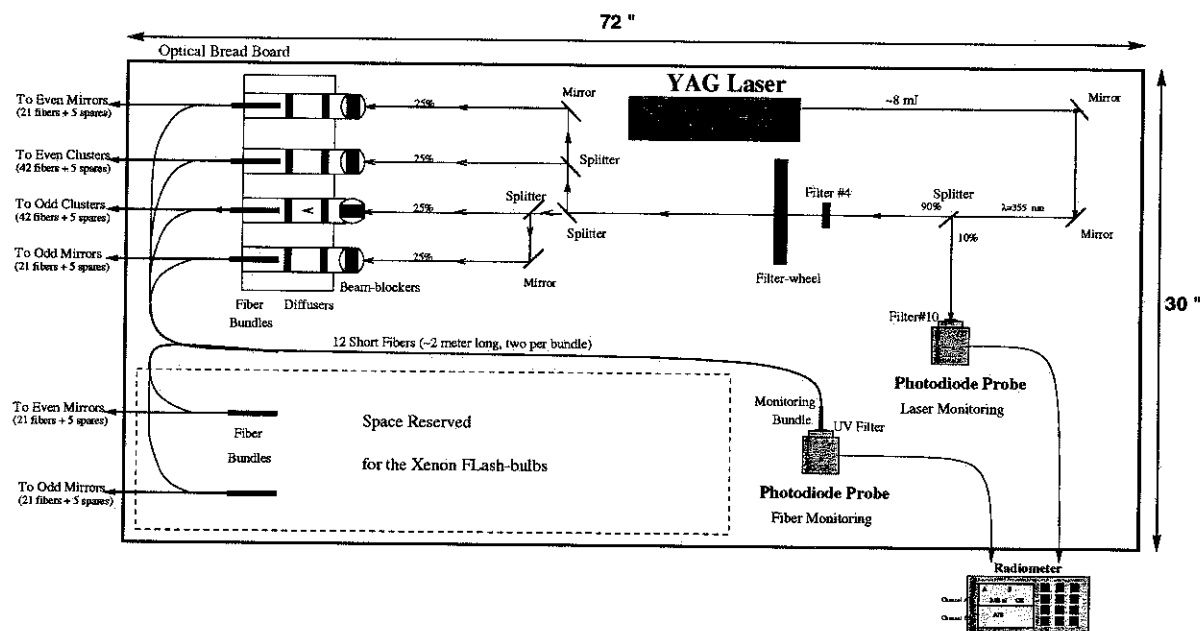 72 "
Optical Bread Board
YAG Laser
To Even Mirrors
(21 fibers + 5 spares)
25%
Mirror
~8 mJ
Mirror
To Even Clusters
(42 fibers + 5 spares)
25%
Splitter
To Odd Clusters
(42 fibers + 5 spares)
25%
Splitter
Splitter
Filter #4
90%
Splitter
λ=355 nm
Mirror
10%
To Odd Mirrors
(21 fibers + 5 spares)
25%
Mirror
Filter-wheel
Beam-blockers
Fiber
Bundles
Diffusers
30 "
Filter#10
12 Short Fibers (~2 meter long, two per bundle)
Photodiode Probe
Laser Monitoring
To Even Mirrors
(21 fibers + 5 spares)
Fiber
Bundles
Space Reserved
for the Xenon FLash-bulbs
Monitoring
Bundle
UV Filter
To Odd Mirrors
(21 fibers + 5 spares)
Photodiode Probe
Fiber Monitoring
Radiometer
A
B